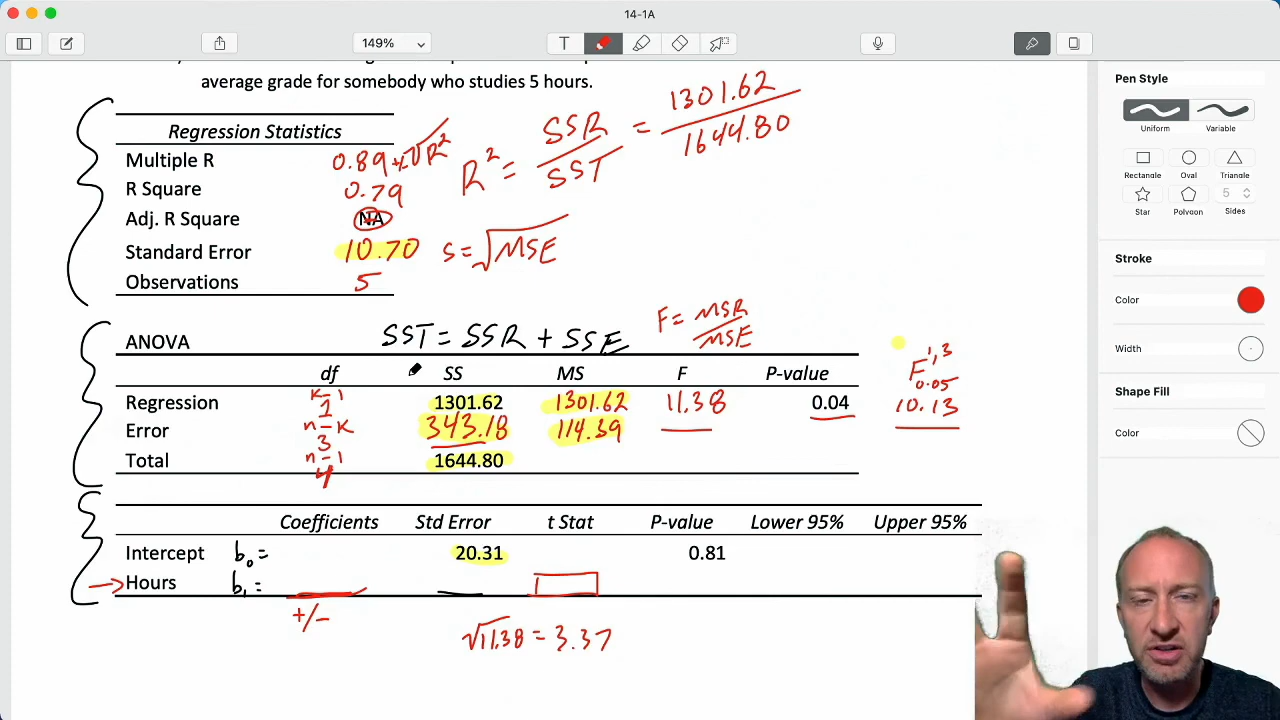 14-1A
149%
T
average grade for somebody who studies 5 hours.
Regression Statistics
Multiple R 0.89 +√R²
R Square 0.79
Adj. R Square NA
Standard Error 10.70 s = √MSE
Observations 5
R² = SSR/SST = 1301.62/1644.80
ANOVA SST = SSR + SSE F = MSR/MSE
df SS MS F P-value
Regression K-1 1 1301.62 1301.62 11.38 0.04
Error n-K 3 343.18 114.39
Total n-1 4 1644.80
F 1,3 0.05
10.13
Coefficients Std Error t Stat P-value Lower 95% Upper 95%
Intercept b₀ = 20.31 0.81
Hours b₁ =
+/-
√11.38 = 3.37
Pen Style
Uniform Variable
Rectangle Oval Triangle
Star Polygon 5 Sides
Stroke
Color
Width
Shape Fill
Color